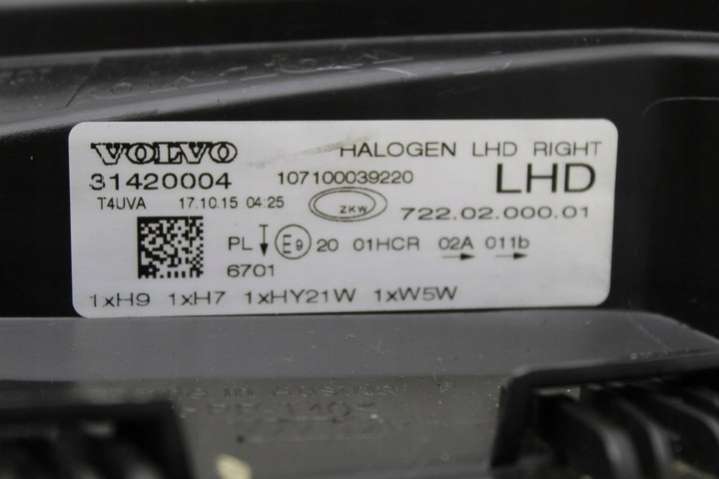 VOLVO HALOGEN LHD RIGHT
31420004 107100039220 LHD
T4UVA 17.10.15 04:25 ZKW 722.02.000.01
PL E9 20 01HCR 02A 011b
6701
1xH9 1xH7 1xHY21W 1xW5W